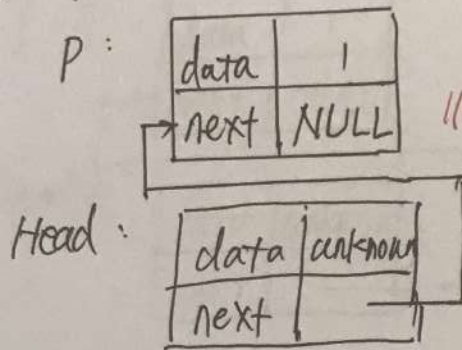 P :
data 1
next NULL
Head :
data unknown
next